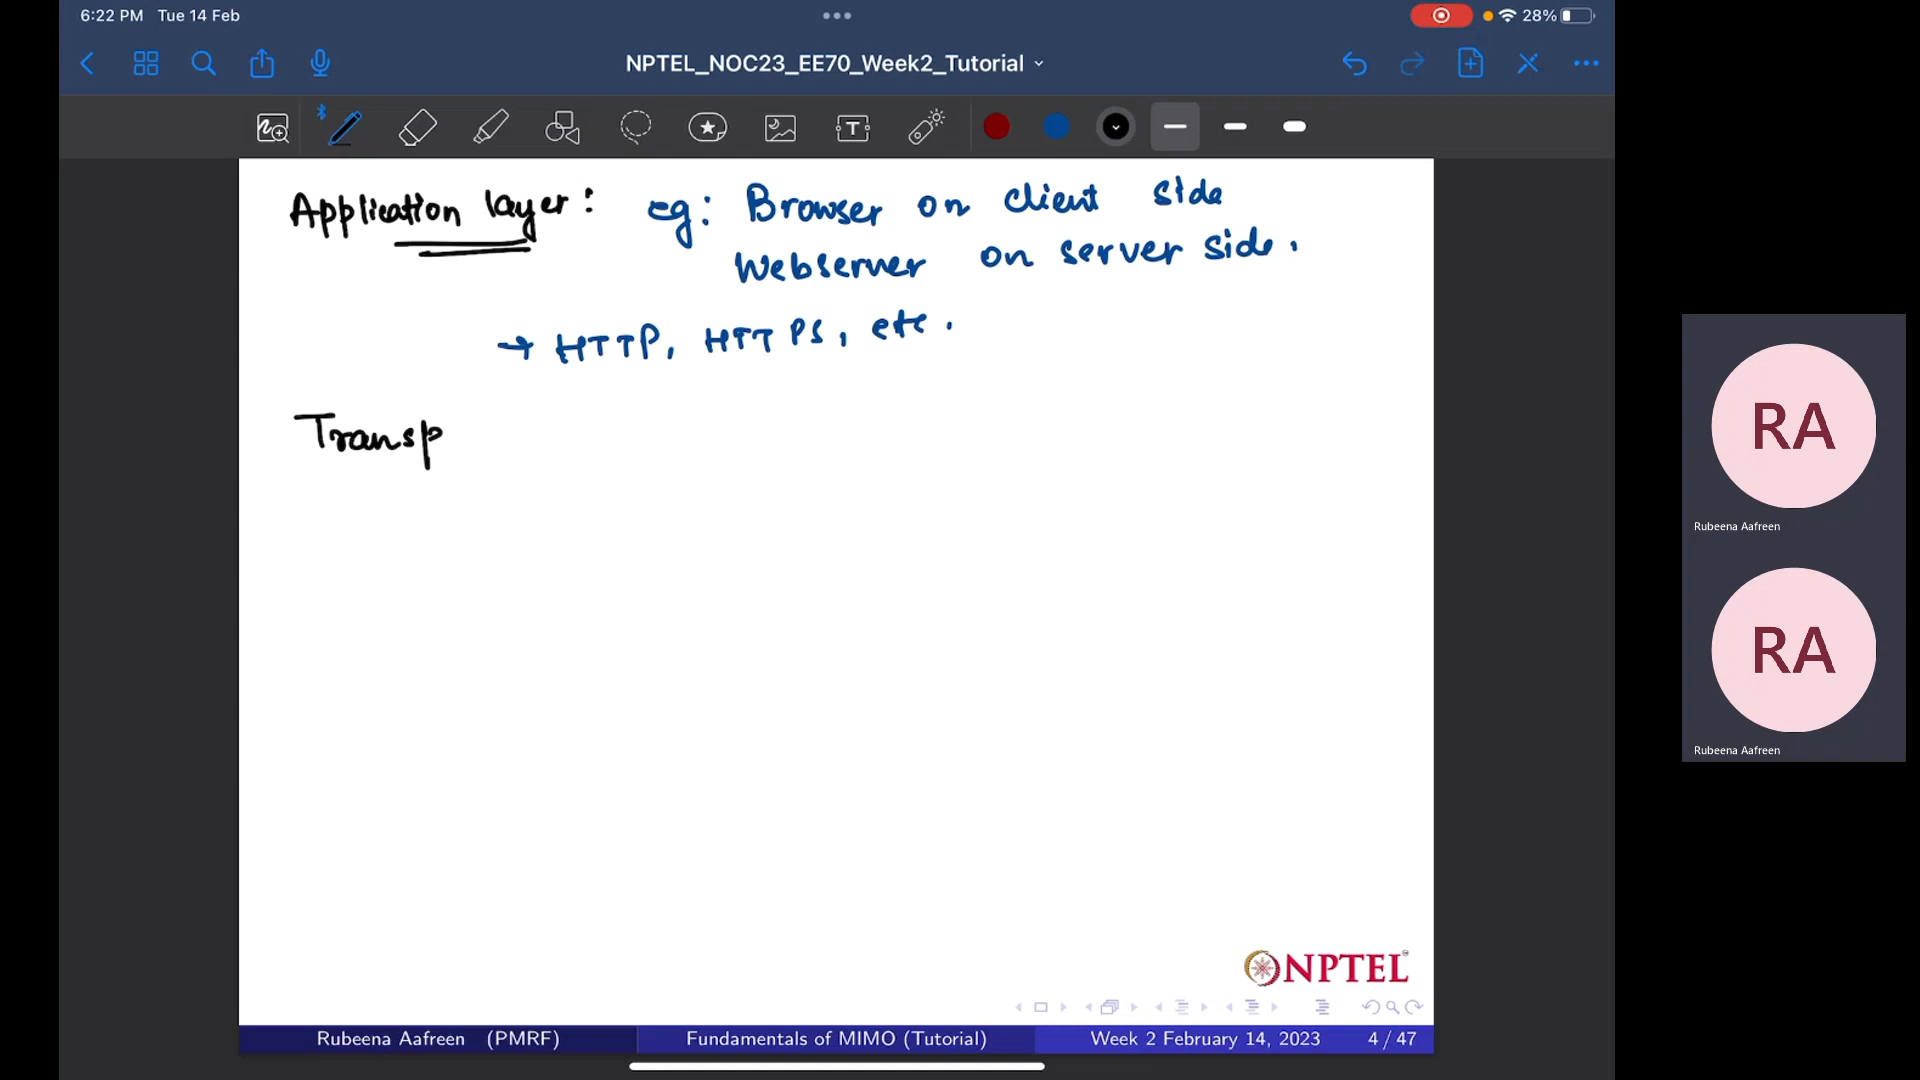 6:22 PM Tue 14 Feb
28%
NPTEL_NOC23_EE70_Week2_Tutorial
T
Application layer: eg: Browser on client side
Webserver on server side.
→ HTTP, HTTPS, etc.
Transp
NPTEL
Rubeena Aafreen (PMRF) Fundamentals of MIMO (Tutorial) Week 2 February 14, 2023 4 / 47
RA
Rubeena Aafreen
RA
Rubeena Aafreen